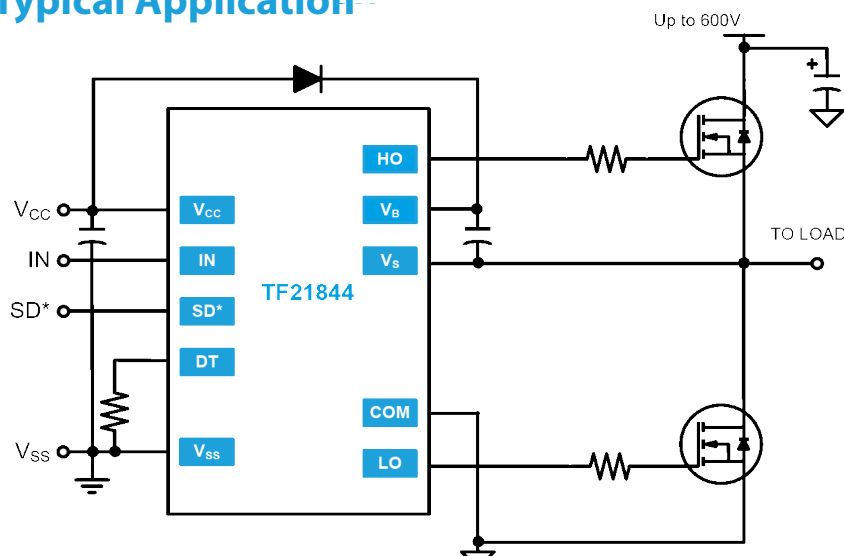 Typical Application
Up to 600V
+
HO
VCC
VCC
VB
TO LOAD
IN
IN
VS
TF21844
SD*
SD*
DT
COM
VSS
VSS
LO